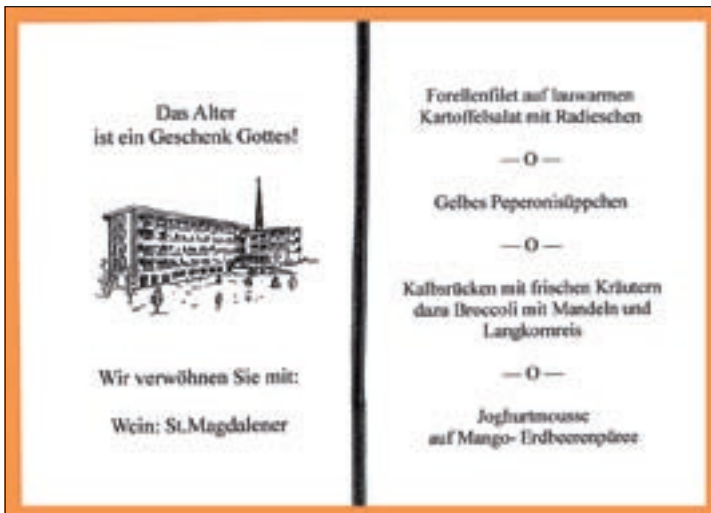 Das Alter
ist ein Geschenk Gottes!
Wir verwöhnen Sie mit:
Wein: St.Magdalener
Forellenfilet auf lauwarmen
Kartoffelsalat mit Radieschen
— O —
Gelbes Peperonisüppchen
— O —
Kalbsrücken mit frischen Kräutern
dazu Broccoli mit Mandeln und
Langkornreis
— O —
Joghurtmousse
auf Mango- Erdbeerenpüree